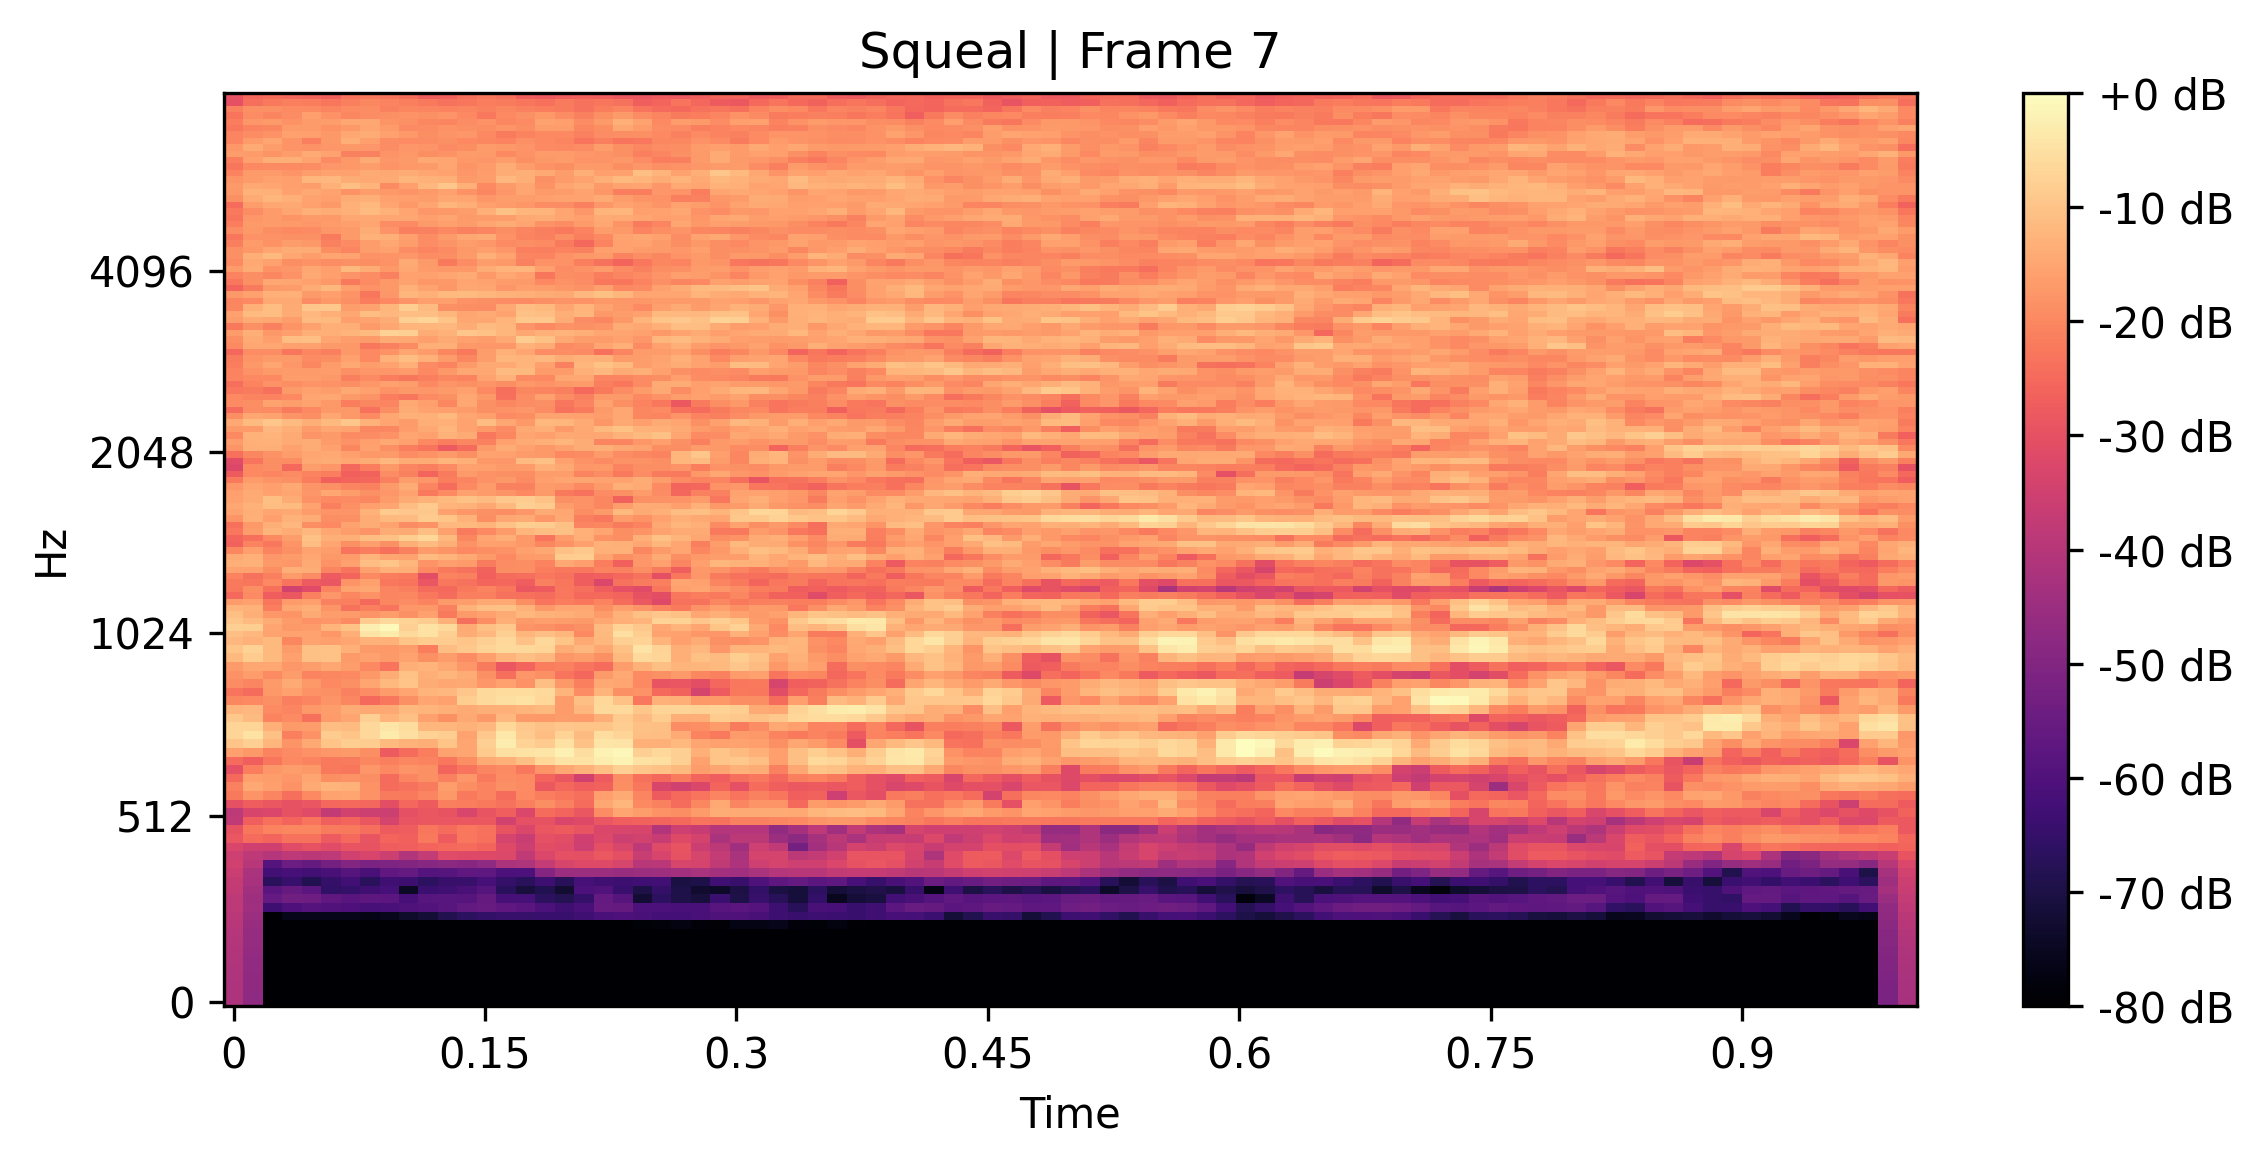 Squeal | Frame 7
+0 dB
-10 dB
-20 dB
-30 dB
-40 dB
-50 dB
-60 dB
-70 dB
-80 dB
4096
2048
1024
512
0
Hz
0
0.15
0.3
0.45
0.6
0.75
0.9
Time